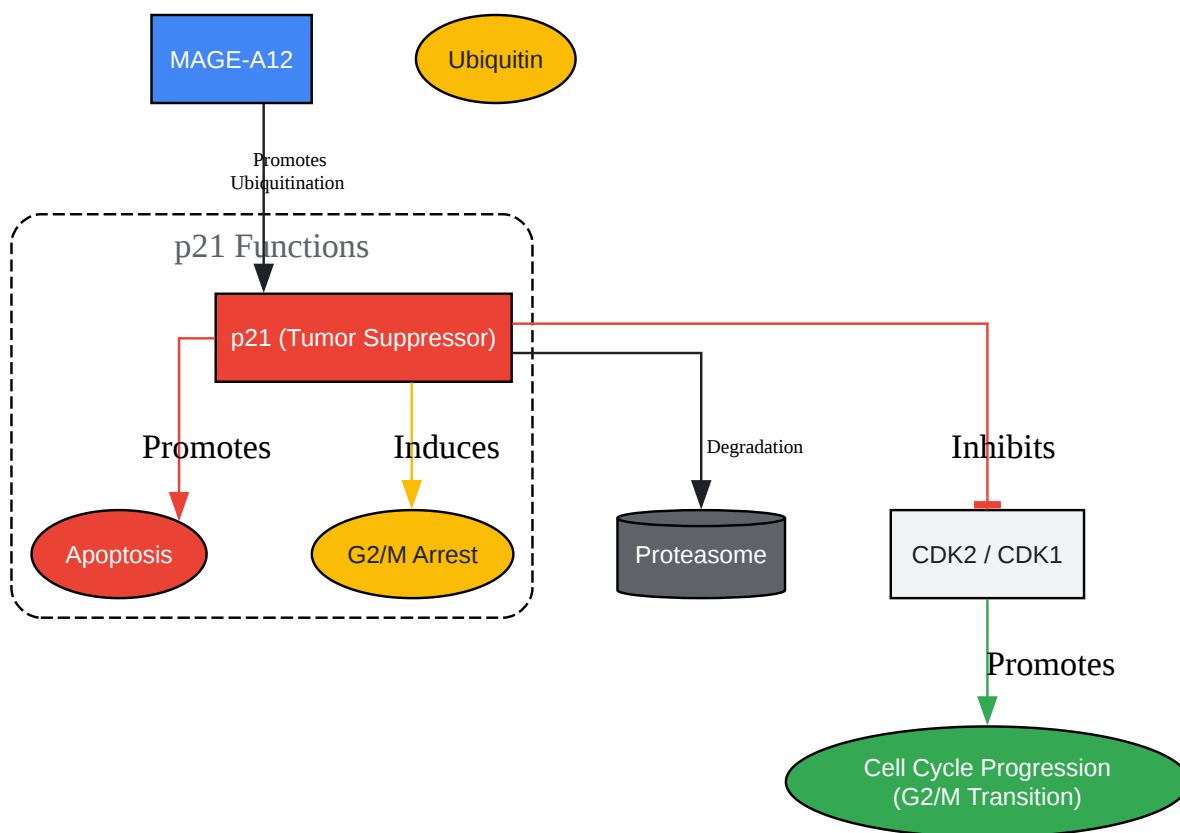 MAGE-A12
Ubiquitin
Promotes
Ubiquitination
p21 Functions
p21 (Tumor Suppressor)
Promotes
Induces
Degradation
Inhibits
Apoptosis
G2/M Arrest
Proteasome
CDK2 / CDK1
Promotes
Cell Cycle Progression
(G2/M Transition)